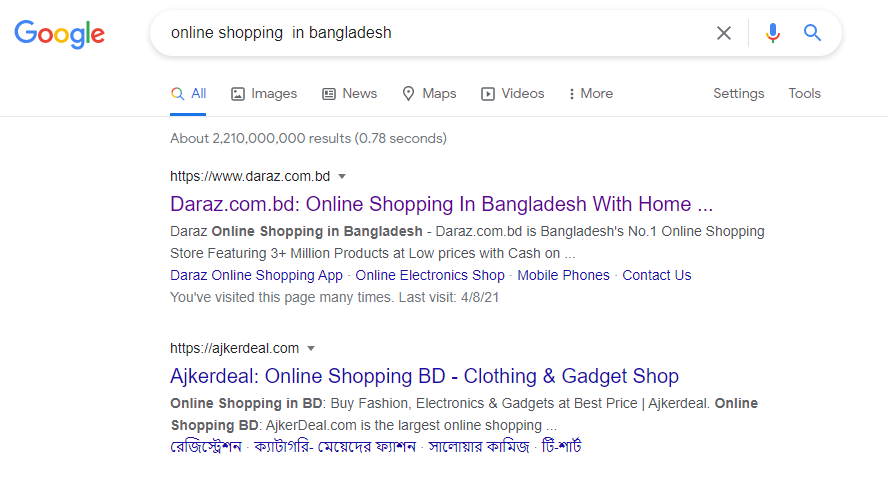 Google
online shopping  in bangladesh
All Images News Maps Videos More Settings Tools
About 2,210,000,000 results (0.78 seconds)
https://www.daraz.com.bd
Daraz.com.bd: Online Shopping In Bangladesh With Home ...
Daraz Online Shopping in Bangladesh - Daraz.com.bd is Bangladesh's No.1 Online Shopping
Store Featuring 3+ Million Products at Low prices with Cash on ...
Daraz Online Shopping App · Online Electronics Shop · Mobile Phones · Contact Us
You've visited this page many times. Last visit: 4/8/21
https://ajkerdeal.com
Ajkerdeal: Online Shopping BD - Clothing & Gadget Shop
Online Shopping in BD: Buy Fashion, Electronics & Gadgets at Best Price | Ajkerdeal. Online
Shopping BD: AjkerDeal.com is the largest online shopping ...
রেজিস্ট্রেশন · ক্যাটাগরি- মেয়েদের ফ্যাশন · সালোয়ার কামিজ · টি-শার্ট